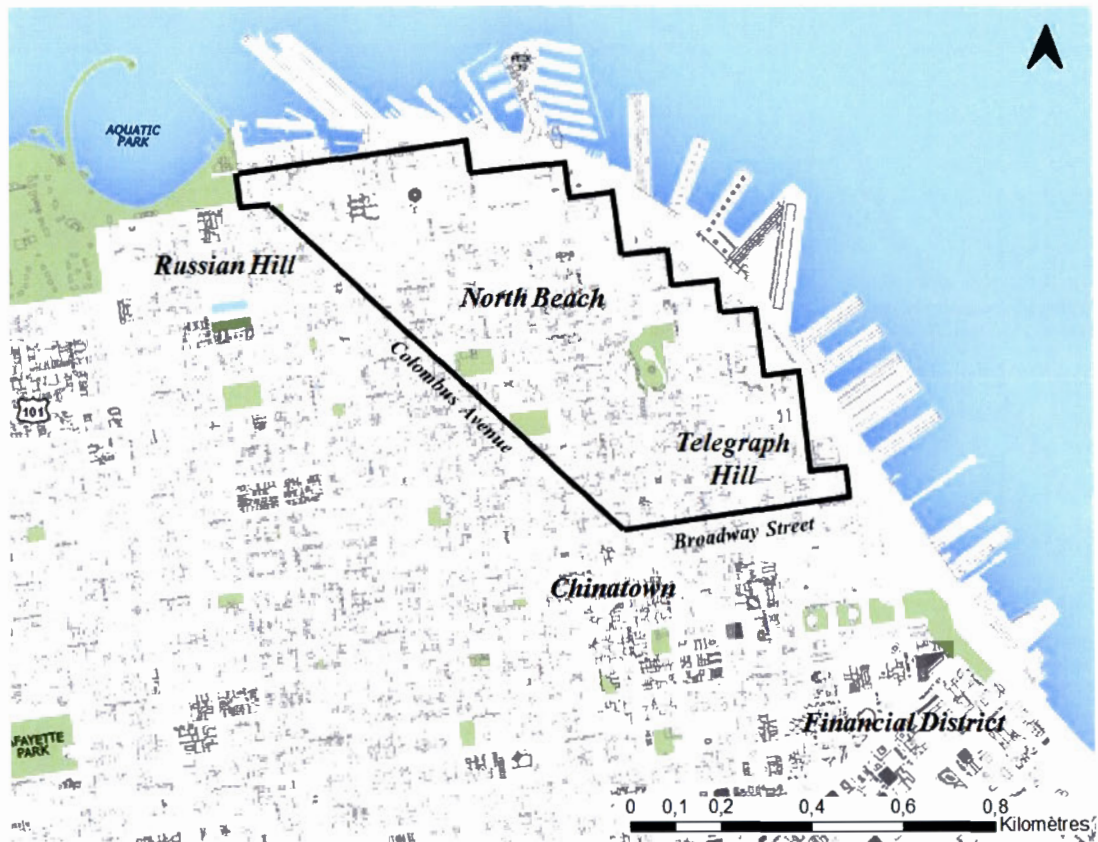 AQUATIC
PARK
Russian Hill
North Beach
Colombus Avenue
101
Telegraph
Hill
Broadway Street
Chinatown
Financial District
AFAYETTE
PARK
0 0,1 0,2 0,4 0,6 0,8
Kilomètres